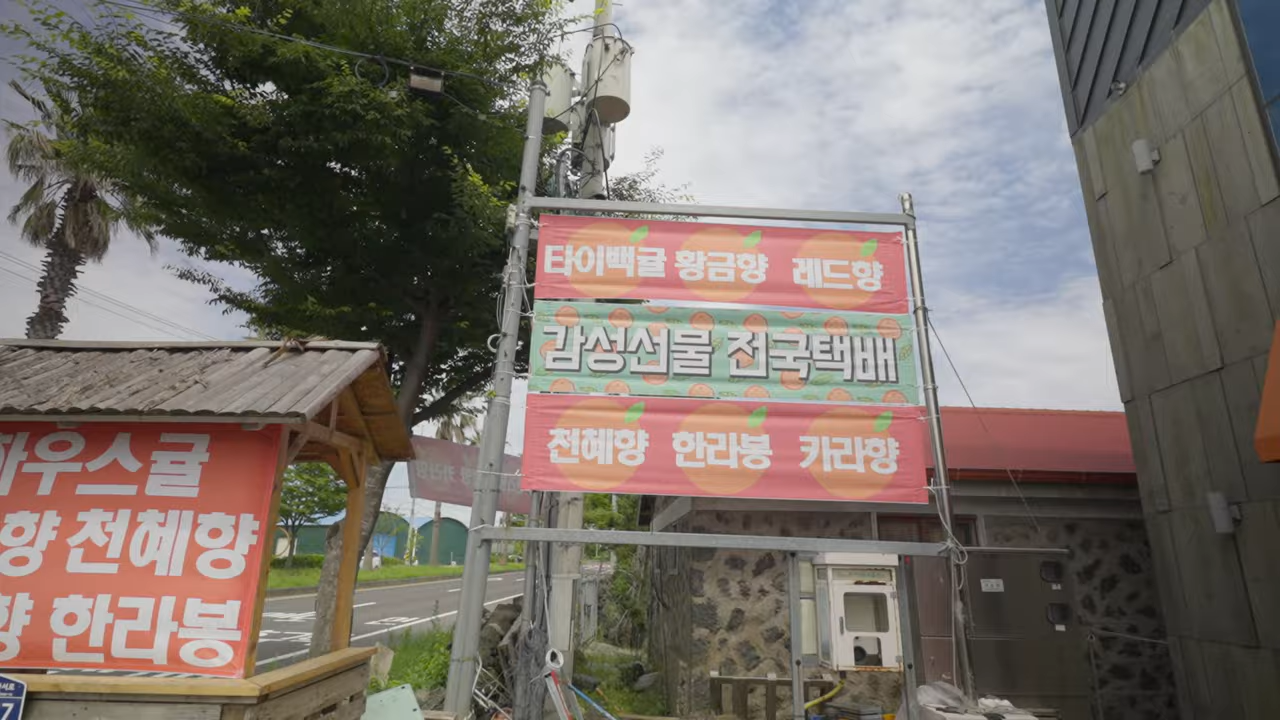 타이백귤 황금향 레드향
감성선물 전국택배
천혜향 한라봉 카라향
하우스귤
향 천혜향
향 한라봉
7